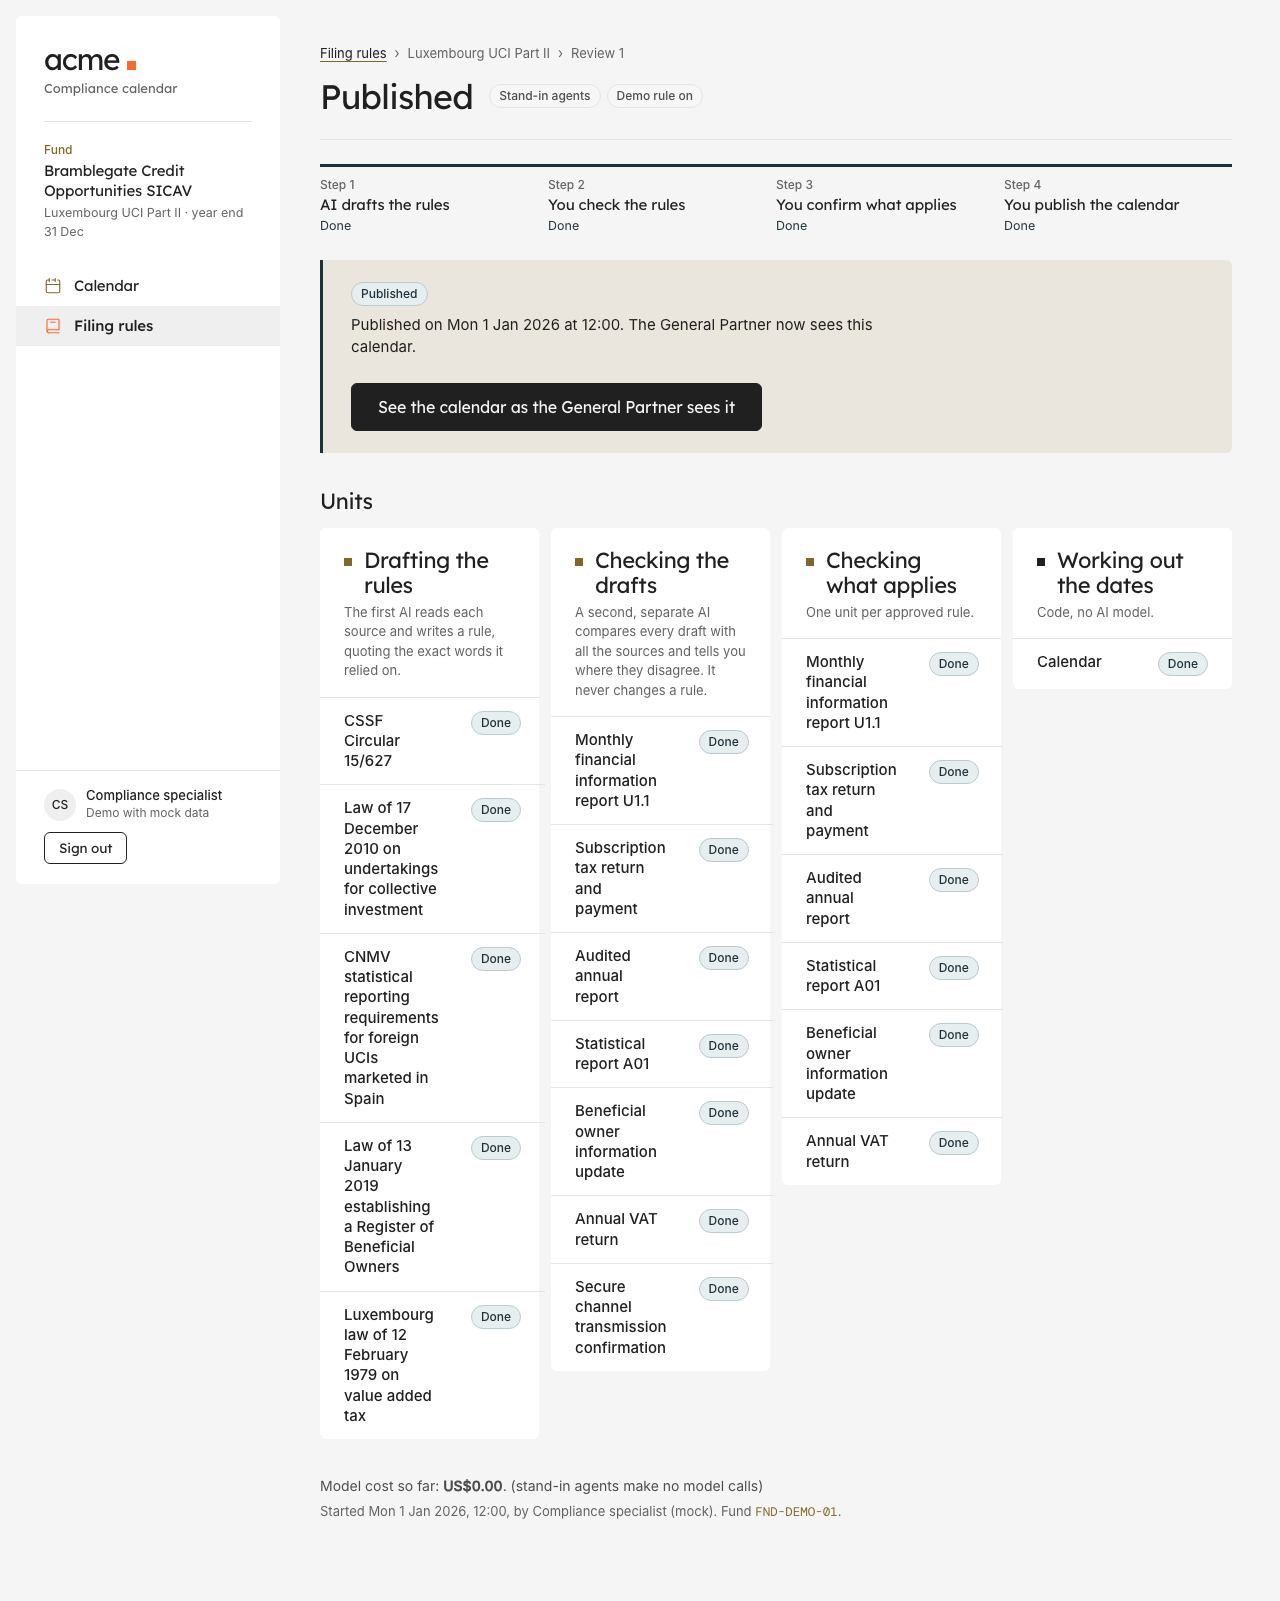 acme
Compliance calendar
Fund
Bramblegate Credit
Opportunities SICAV
Luxembourg UCI Part II · year end
31 Dec
Calendar
Filing rules
CS
Compliance specialist
Demo with mock data
Sign out
Filing rules › Luxembourg UCI Part II › Review 1
Published Stand-in agents Demo rule on
Step 1
AI drafts the rules
Done
Step 2
You check the rules
Done
Step 3
You confirm what applies
Done
Step 4
You publish the calendar
Done
Published
Published on Mon 1 Jan 2026 at 12:00. The General Partner now sees this
calendar.
See the calendar as the General Partner sees it
Units
Drafting the
rules
The first AI reads each
source and writes a rule,
quoting the exact words it
relied on.
CSSF Done
Circular
15/627
Law of 17 Done
December
2010 on
undertakings
for collective
investment
CNMV Done
statistical
reporting
requirements
for foreign
UCIs
marketed in
Spain
Law of 13 Done
January
2019
establishing
a Register of
Beneficial
Owners
Luxembourg Done
law of 12
February
1979 on
value added
tax
Checking the
drafts
A second, separate AI
compares every draft with
all the sources and tells you
where they disagree. It
never changes a rule.
Monthly Done
financial
information
report U1.1
Subscription Done
tax return
and
payment
Audited Done
annual
report
Statistical Done
report A01
Beneficial Done
owner
information
update
Annual VAT Done
return
Secure Done
channel
transmission
confirmation
Checking
what applies
One unit per approved rule.
Monthly Done
financial
information
report U1.1
Subscription Done
tax return
and
payment
Audited Done
annual
report
Statistical Done
report A01
Beneficial Done
owner
information
update
Annual VAT Done
return
Working out
the dates
Code, no AI model.
Calendar Done
Model cost so far: US$0.00. (stand-in agents make no model calls)
Started Mon 1 Jan 2026, 12:00, by Compliance specialist (mock). Fund FND-DEMO-01.